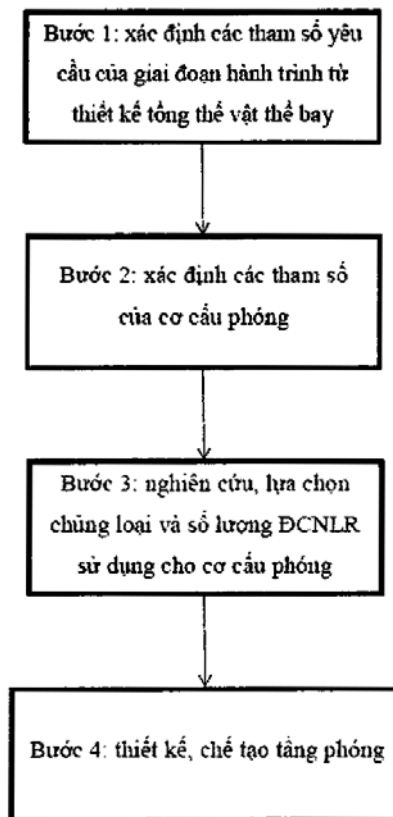 Bước 1: xác định các tham số yêu
cầu của giai đoạn hành trình từ
thiết kế tổng thể vật thể bay
Bước 2: xác định các tham số
của cơ cấu phóng
Bước 3: nghiên cứu, lựa chọn
chủng loại và số lượng ĐCNLR
sử dụng cho cơ cấu phóng
Bước 4: thiết kế, chế tạo tầng phóng